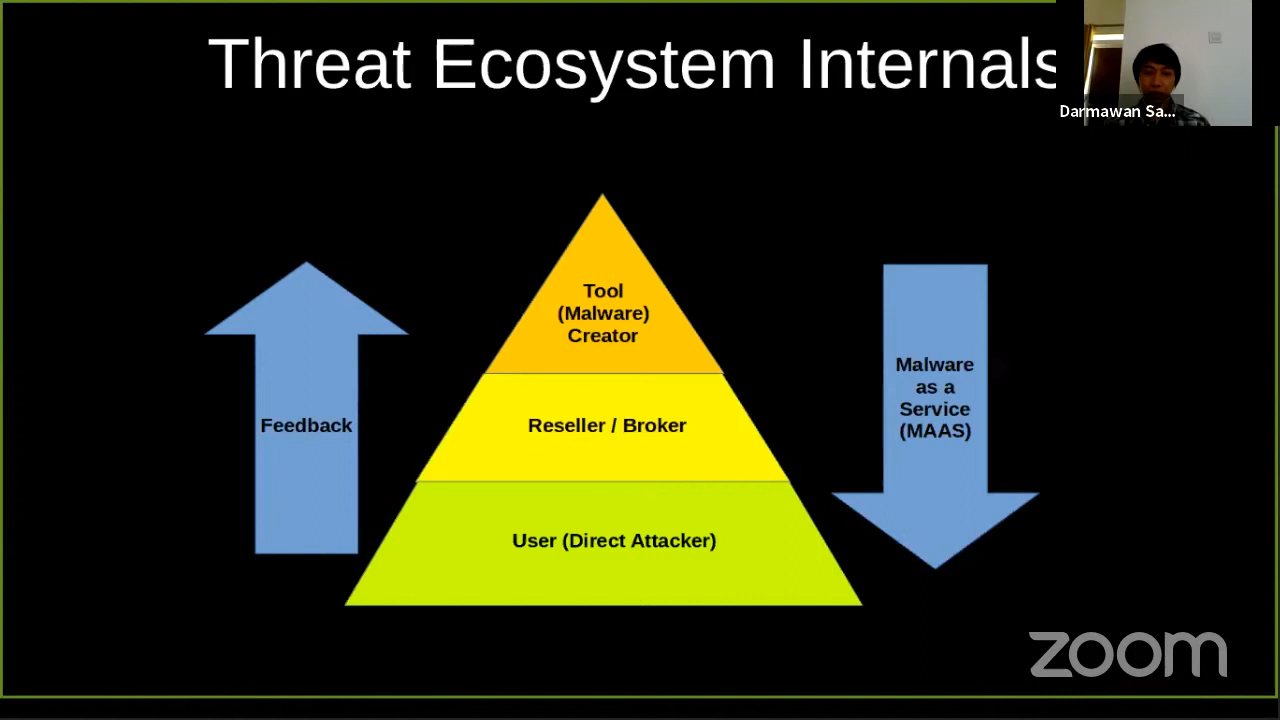 Threat Ecosystem Internals
Darmawan Sa...
Tool
(Malware)
Creator
Malware
as a
Service
(MAAS)
Feedback
Reseller / Broker
User (Direct Attacker)
zoom